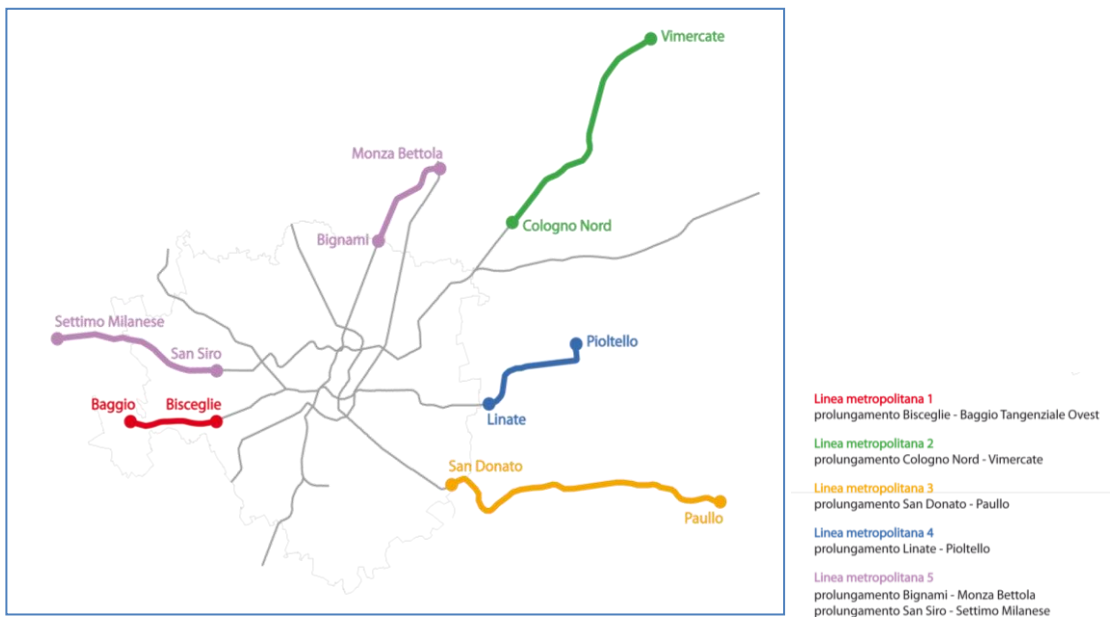 Vimercate
Monza Bettola
Cologno Nord
Bignami
Settimo Milanese
San Siro
Pioltello
Baggio
Bisceglie
Linate
San Donato
Paullo
Linea metropolitana 1
prolungamento Bisceglie - Baggio Tangenziale Ovest
Linea metropolitana 2
prolungamento Cologno Nord - Vimercate
Linea metropolitana 3
prolungamento San Donato - Paullo
Linea metropolitana 4
prolungamento Linate - Pioltello
Linea metropolitana 5
prolungamento Bignami - Monza Bettola
prolungamento San Siro - Settimo Milanese